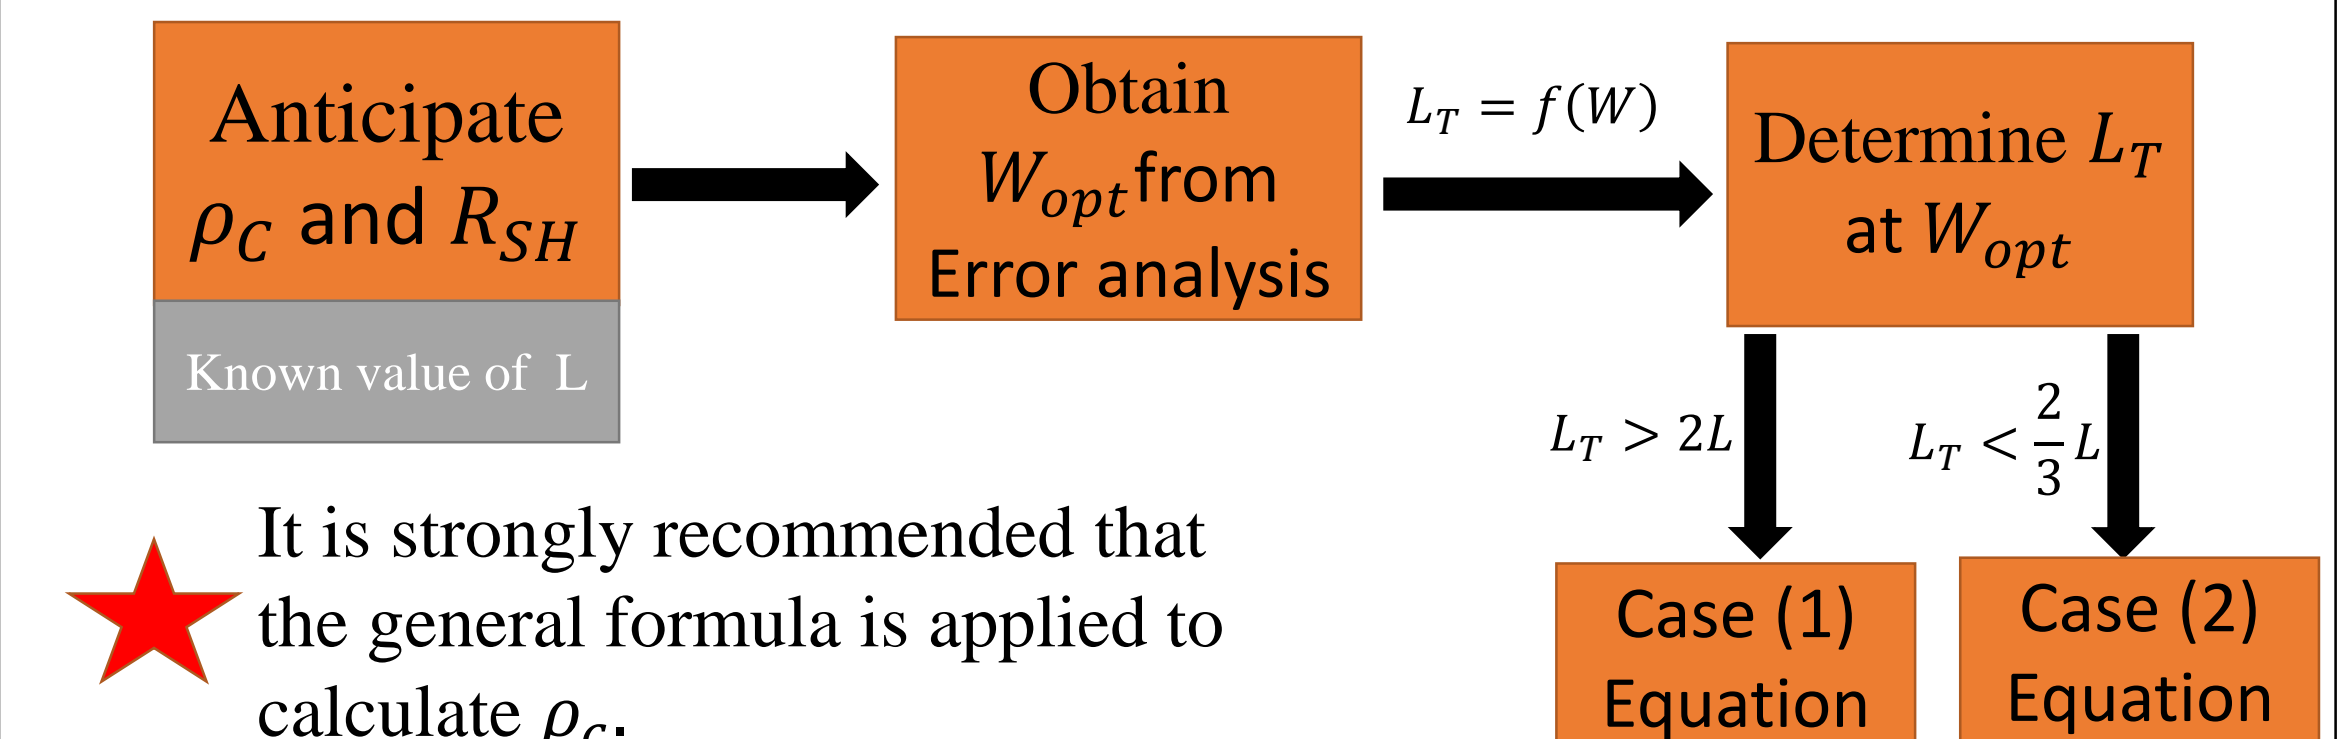 Anticipate
ρ_C and R_SH
Known value of L
Obtain
W_opt from
Error analysis
L_T = f(W)
Determine L_T
at W_opt
L_T > 2L
L_T < 2/3 L
Case (1)
Equation
Case (2)
Equation
It is strongly recommended that
the general formula is applied to
calculate ρ_c.